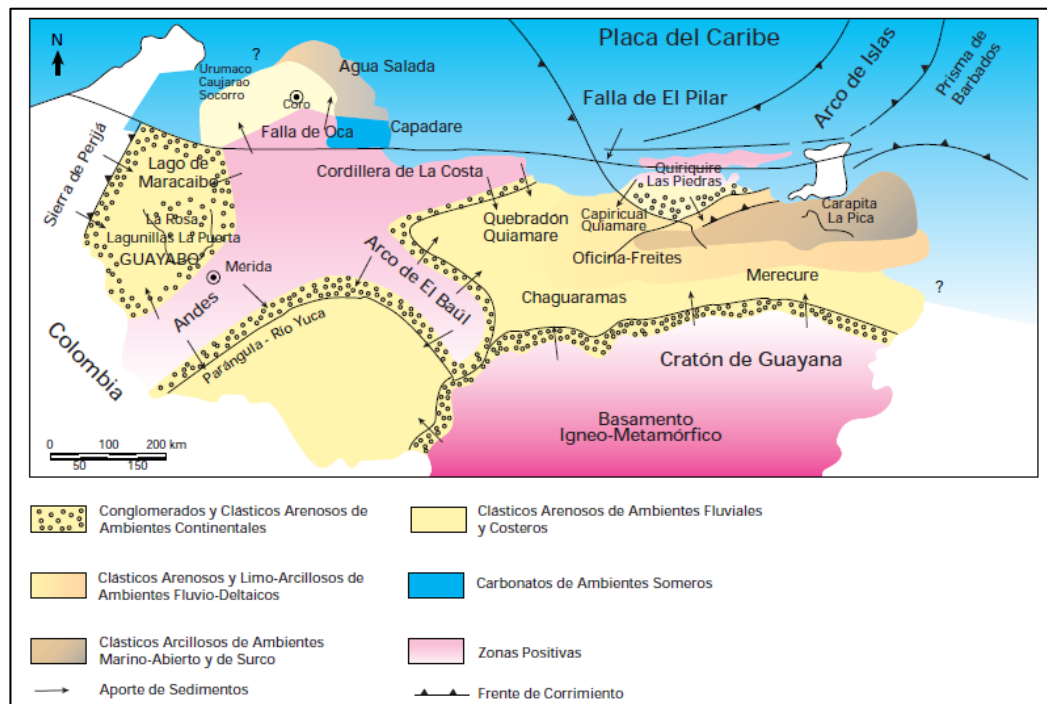 N
?
Urumaco
Caujarao
Socorro
Agua Salada
Coro
Falla de Oca
Capadare
Placa del Caribe
Falla de El Pilar
Arco de Islas
Prisma de
Barbados
Sierra de Perijá
Lago de
Maracaibo
La Rosa
Lagunillas La Puerta
GUAYABO
Mérida
Andes
Colombia
Cordillera de La Costa
Quiriquire
Las Piedras
Quebradón
Quiamare
Capiricual
Quiamare
Carapita
La Pica
Oficina-Freites
Merecure
?
Arco de El Baúl
Chaguaramas
Parángula - Río Yuca
Cratón de Guayana
Basamento
Igneo-Metamórfico
0 100 200 km
50 150
Conglomerados y Clásticos Arenosos de
Ambientes Continentales
Clásticos Arenosos de Ambientes Fluviales
y Costeros
Clásticos Arenosos y Limo-Arcillosos de
Ambientes Fluvio-Deltaicos
Carbonatos de Ambientes Someros
Clásticos Arcillosos de Ambientes
Marino-Abierto y de Surco
Zonas Positivas
Aporte de Sedimentos
Frente de Corrimiento